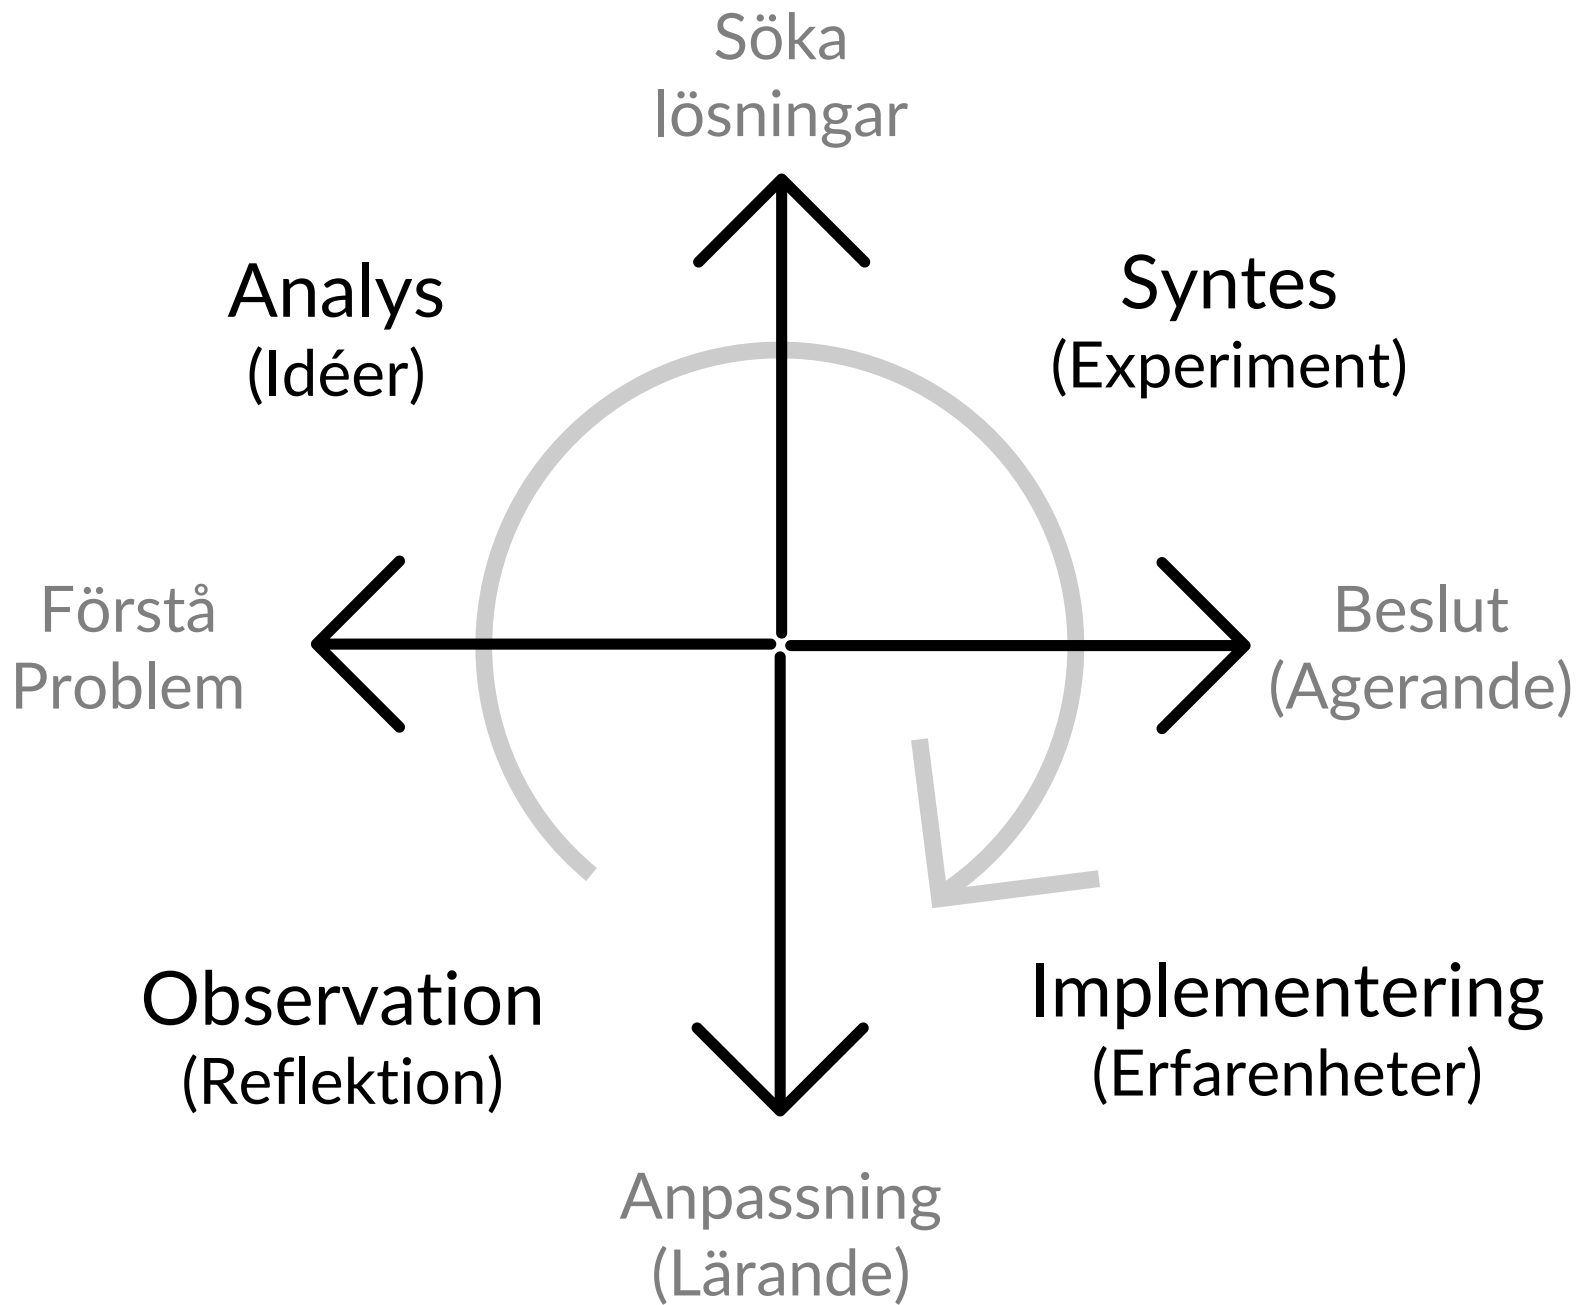 Söka
lösningar
Analys
(Idéer)
Syntes
(Experiment)
Förstå
Problem
Beslut
(Agerande)
Observation
(Reflektion)
Implementering
(Erfarenheter)
Anpassning
(Lärande)